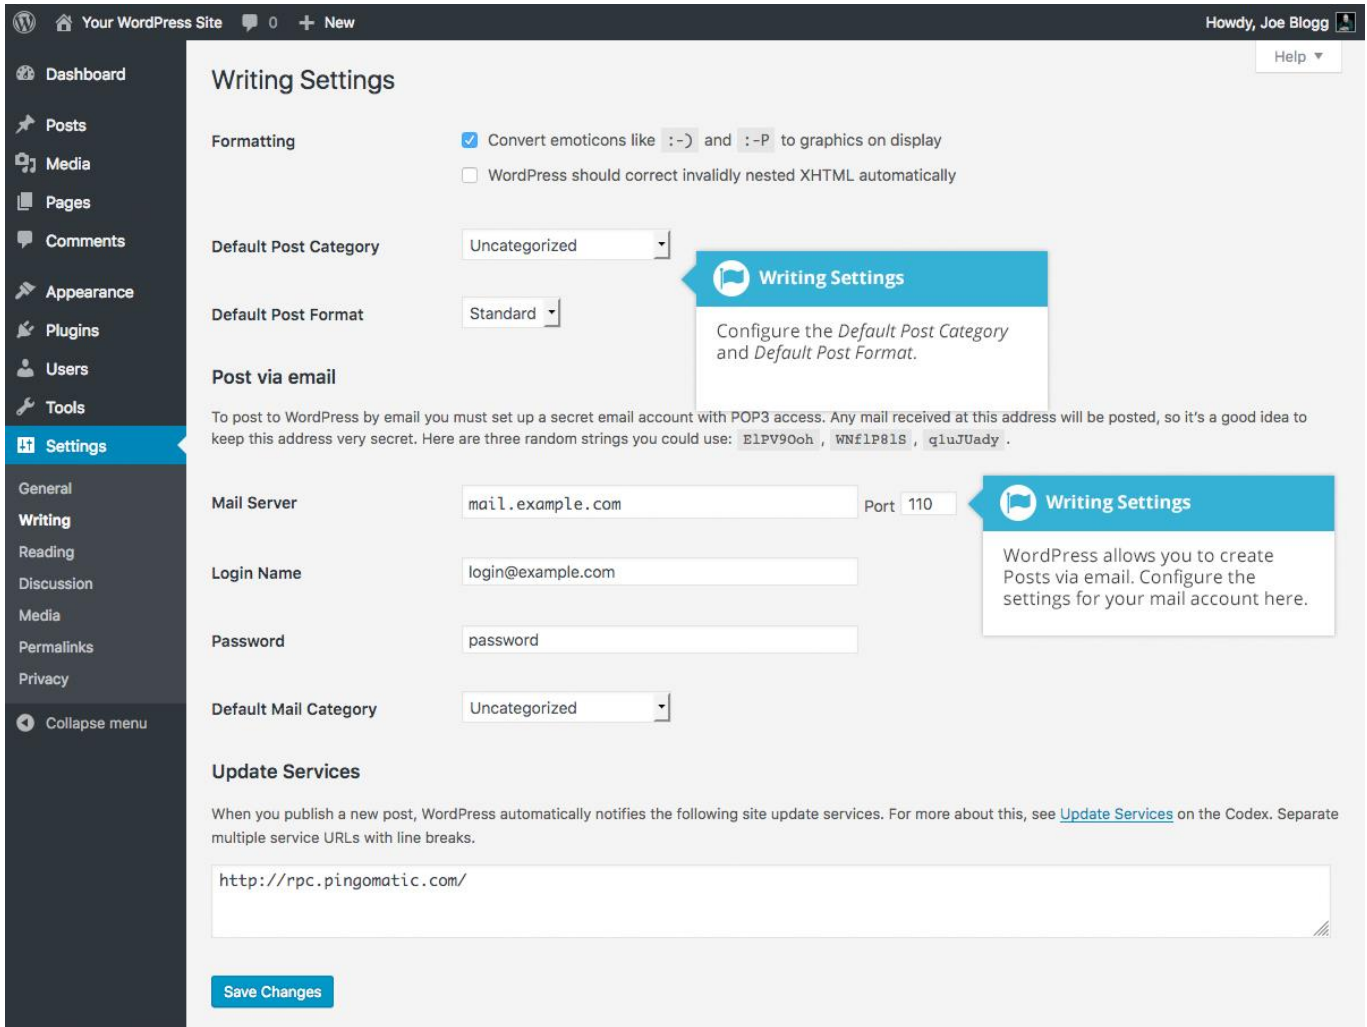 Your WordPress Site 0 New Howdy, Joe Blogg
Help
Dashboard
Posts
Media
Pages
Comments
Appearance
Plugins
Users
Tools
Settings
General
Writing
Reading
Discussion
Media
Permalinks
Privacy
Collapse menu
Writing Settings
Formatting
Convert emoticons like :-) and :-P to graphics on display
WordPress should correct invalidly nested XHTML automatically
Default Post Category Uncategorized
Default Post Format Standard
Writing Settings
Configure the Default Post Category
and Default Post Format.
Post via email
To post to WordPress by email you must set up a secret email account with POP3 access. Any mail received at this address will be posted, so it's a good idea to
keep this address very secret. Here are three random strings you could use: ElPV9Ooh , WNflP8lS , qluJUady .
Mail Server mail.example.com Port 110
Writing Settings
WordPress allows you to create
Posts via email. Configure the
settings for your mail account here.
Login Name login@example.com
Password password
Default Mail Category Uncategorized
Update Services
When you publish a new post, WordPress automatically notifies the following site update services. For more about this, see Update Services on the Codex. Separate
multiple service URLs with line breaks.
http://rpc.pingomatic.com/
Save Changes